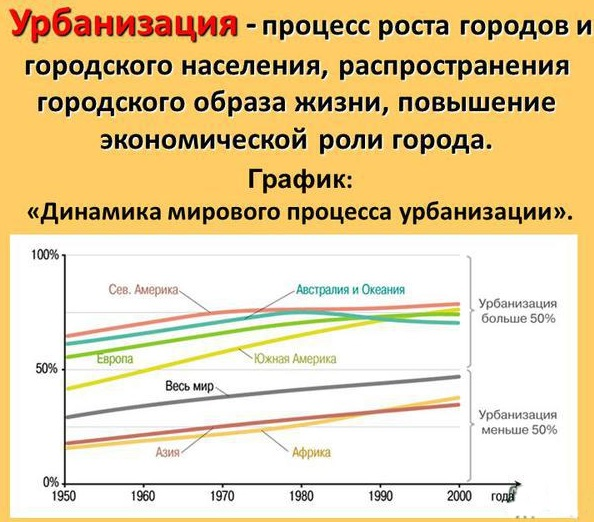 Урбанизация - процесс роста городов и
городского населения, распространения
городского образа жизни, повышение
экономической роли города.
График:
«Динамика мирового процесса урбанизации».
100%
Сев. Америка
Австралия и Океания
Урбанизация
больше 50%
Европа
Южная Америка
50%
Весь мир
Урбанизация
меньше 50%
Азия
Африка
0%
1950 1960 1970 1980 1990 2000 года